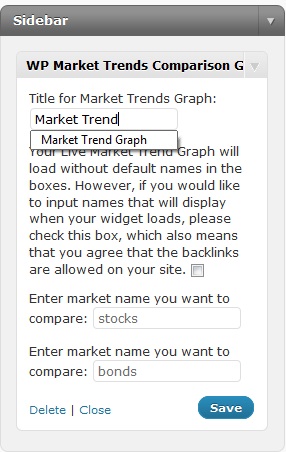 Sidebar
WP Market Trends Comparison G
Title for Market Trends Graph:
Market Trend
Market Trend Graph
Your Live Market Trend Graph will
load without default names in the
boxes. However, if you would like
to input names that will display
when your widget loads, please
check this box, which also means
that you agree that the backlinks
are allowed on your site.
Enter market name you want to
compare: stocks
Enter market name you want to
compare: bonds
Delete | Close
Save